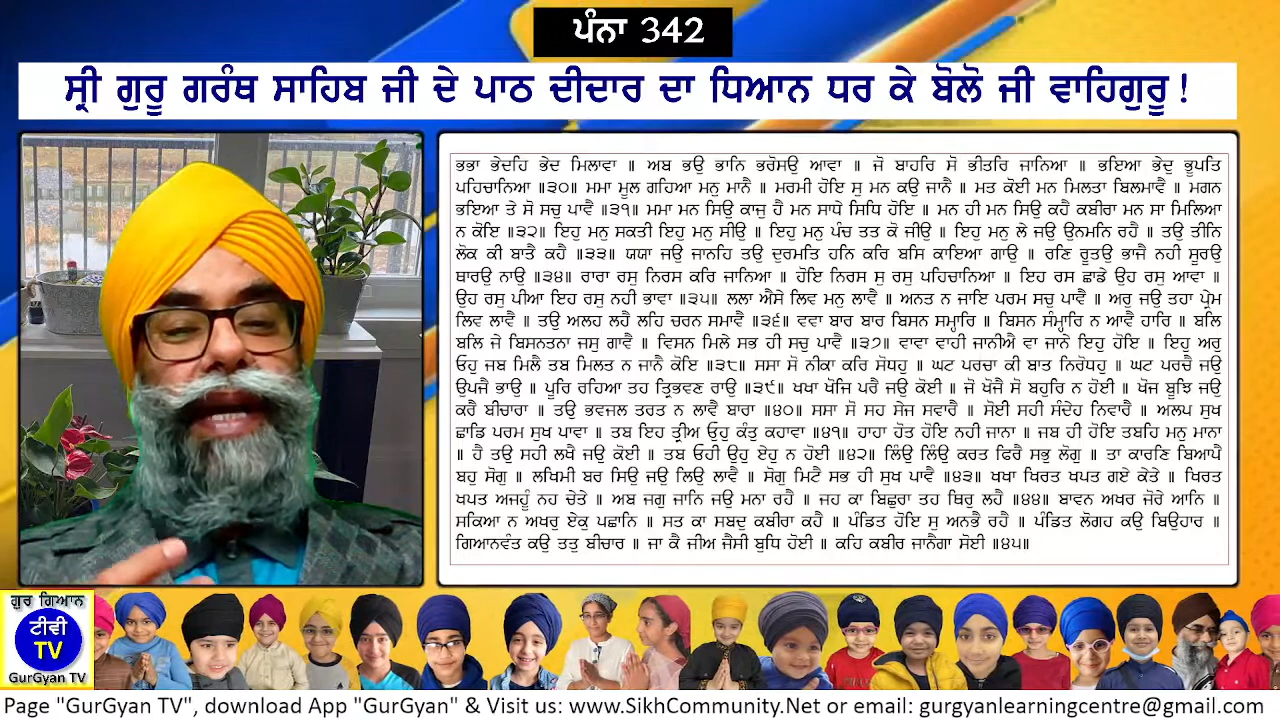 ਪੰਨਾ 342
ਸ੍ਰੀ ਗੁਰੂ ਗਰੰਥ ਸਾਹਿਬ ਜੀ ਦੇ ਪਾਠ ਦੀਦਾਰ ਦਾ ਧਿਆਨ ਧਰ ਕੇ ਬੋਲੋ ਜੀ ਵਾਹਿਗੁਰੂ!
ਭਭਾ ਭੇਦਹਿ ਭੇਦ ਮਿਲਾਵਾ ॥ ਅਬ ਭਉ ਭਾਨਿ ਭਰੋਸਉ ਆਵਾ ॥ ਜੋ ਬਾਹਰਿ ਸੋ ਭੀਤਰਿ ਜਾਨਿਆ ॥ ਭਇਆ ਭੇਦੁ ਭੂਪਤਿ
ਪਹਿਚਾਨਿਆ ॥੩੦॥ ਮਮਾ ਮੂਲ ਗਹਿਆ ਮਨੁ ਮਾਨੈ ॥ ਮਰਮੀ ਹੋਇ ਸੁ ਮਨ ਕਉ ਜਾਨੈ ॥ ਮਤ ਕੋਈ ਮਨ ਮਿਲਤਾ ਬਿਲਮਾਵੈ ॥ ਮਗਨ
ਭਇਆ ਤੇ ਸੋ ਸਚੁ ਪਾਵੈ ॥੩੧॥ ਮਮਾ ਮਨ ਸਿਉ ਕਾਜੁ ਹੈ ਮਨ ਸਾਧੇ ਸਿਧਿ ਹੋਇ ॥ ਮਨ ਹੀ ਮਨ ਸਿਉ ਕਹੈ ਕਬੀਰਾ ਮਨ ਸਾ ਮਿਲਿਆ
ਨ ਕੋਇ ॥੩੨॥ ਇਹੁ ਮਨੁ ਸਕਤੀ ਇਹੁ ਮਨੁ ਸੀਉ ॥ ਇਹੁ ਮਨੁ ਪੰਚ ਤਤ ਕੋ ਜੀਉ ॥ ਇਹੁ ਮਨੁ ਲੇ ਜਉ ਉਨਮਨਿ ਰਹੈ ॥ ਤਉ ਤੀਨਿ
ਲੋਕ ਕੀ ਬਾਤੈ ਕਹੈ ॥੩੩॥ ਯਯਾ ਜਉ ਜਾਨਹਿ ਤਉ ਦੁਰਮਤਿ ਹਨਿ ਕਰਿ ਬਸਿ ਕਾਇਆ ਗਾਉ ॥ ਰਣਿ ਰੂਤਉ ਭਾਜੈ ਨਹੀ ਸੂਰਉ
ਥਾਰਉ ਨਾਉ ॥੩੪॥ ਰਾਰਾ ਰਸੁ ਨਿਰਸ ਕਰਿ ਜਾਨਿਆ ॥ ਹੋਇ ਨਿਰਸ ਸੁ ਰਸੁ ਪਹਿਚਾਨਿਆ ॥ ਇਹ ਰਸ ਛਾਡੇ ਉਹ ਰਸੁ ਆਵਾ ॥
ਉਹ ਰਸੁ ਪੀਆ ਇਹ ਰਸੁ ਨਹੀ ਭਾਵਾ ॥੩੫॥ ਲਲਾ ਐਸੇ ਲਿਵ ਮਨੁ ਲਾਵੈ ॥ ਅਨਤ ਨ ਜਾਇ ਪਰਮ ਸਚੁ ਪਾਵੈ ॥ ਅਰੁ ਜਉ ਤਹਾ ਪ੍ਰੇਮ
ਲਿਵ ਲਾਵੈ ॥ ਤਉ ਅਲਹ ਲਹੈ ਲਹਿ ਚਰਨ ਸਮਾਵੈ ॥੩੬॥ ਵਵਾ ਬਾਰ ਬਾਰ ਬਿਸਨ ਸਮ੍ਹਾਰਿ ॥ ਬਿਸਨ ਸੰਮ੍ਹਾਰਿ ਨ ਆਵੈ ਹਾਰਿ ॥ ਬਲਿ
ਬਲਿ ਜੇ ਬਿਸਨਤਨਾ ਜਸੁ ਗਾਵੈ ॥ ਵਿਸਨ ਮਿਲੇ ਸਭ ਹੀ ਸਚੁ ਪਾਵੈ ॥੩੭॥ ਵਾਵਾ ਵਾਹੀ ਜਾਨੀਐ ਵਾ ਜਾਨੇ ਇਹੁ ਹੋਇ ॥ ਇਹੁ ਅਰੁ
ਓਹੁ ਜਬ ਮਿਲੈ ਤਬ ਮਿਲਤ ਨ ਜਾਨੈ ਕੋਇ ॥੩੮॥ ਸਸਾ ਸੋ ਨੀਕਾ ਕਰਿ ਸੋਧਹੁ ॥ ਘਟ ਪਰਚਾ ਕੀ ਬਾਤ ਨਿਰੋਧਹੁ ॥ ਘਟ ਪਰਚੈ ਜਉ
ਉਪਜੈ ਭਾਉ ॥ ਪੂਰਿ ਰਹਿਆ ਤਹ ਤ੍ਰਿਭਵਣ ਰਾਉ ॥੩੯॥ ਖਖਾ ਖੋਜਿ ਪਰੈ ਜਉ ਕੋਈ ॥ ਜੋ ਖੋਜੈ ਸੋ ਬਹੁਰਿ ਨ ਹੋਈ ॥ ਖੋਜ ਬੂਝਿ ਜਉ
ਕਰੈ ਬੀਚਾਰਾ ॥ ਤਉ ਭਵਜਲ ਤਰਤ ਨ ਲਾਵੈ ਬਾਰਾ ॥੪੦॥ ਸਸਾ ਸੋ ਸਹ ਸੇਜ ਸਵਾਰੈ ॥ ਸੋਈ ਸਹੀ ਸੰਦੇਹ ਨਿਵਾਰੈ ॥ ਅਲਪ ਸੁਖ
ਛਾਡਿ ਪਰਮ ਸੁਖ ਪਾਵਾ ॥ ਤਬ ਇਹ ਤ੍ਰੀਅ ਓੁਹੁ ਕੰਤੁ ਕਹਾਵਾ ॥੪੧॥ ਹਾਹਾ ਹੋਤ ਹੋਇ ਨਹੀ ਜਾਨਾ ॥ ਜਬ ਹੀ ਹੋਇ ਤਬਹਿ ਮਨੁ ਮਾਨਾ
॥ ਹੈ ਤਉ ਸਹੀ ਲਖੈ ਜਉ ਕੋਈ ॥ ਤਬ ਓਹੀ ਉਹੁ ਏਹੁ ਨ ਹੋਈ ॥੪੨॥ ਲਿੰਉ ਲਿੰਉ ਕਰਤ ਫਿਰੈ ਸਭੁ ਲੋਗੁ ॥ ਤਾ ਕਾਰਣਿ ਬਿਆਪੈ
ਬਹੁ ਸੋਗੁ ॥ ਲਖਿਮੀ ਬਰ ਸਿਉ ਜਉ ਲਿਉ ਲਾਵੈ ॥ ਸੋਗੁ ਮਿਟੈ ਸਭ ਹੀ ਸੁਖ ਪਾਵੈ ॥੪੩॥ ਖਖਾ ਖਿਰਤ ਖਪਤ ਗਏ ਕੇਤੇ ॥ ਖਿਰਤ
ਖਪਤ ਅਜਹੂੰ ਨਹ ਚੇਤੇ ॥ ਅਬ ਜਗੁ ਜਾਨਿ ਜਉ ਮਨਾ ਰਹੈ ॥ ਜਹ ਕਾ ਬਿਛੁਰਾ ਤਹ ਥਿਰੁ ਲਹੈ ॥੪੪॥ ਬਾਵਨ ਅਖਰ ਜੋਰੇ ਆਨਿ ॥
ਸਕਿਆ ਨ ਅਖਰੁ ਏਕੁ ਪਛਾਨਿ ॥ ਸਤ ਕਾ ਸਬਦੁ ਕਬੀਰਾ ਕਹੈ ॥ ਪੰਡਿਤ ਹੋਇ ਸੁ ਅਨਭੈ ਰਹੈ ॥ ਪੰਡਿਤ ਲੋਗਹ ਕਉ ਬਿਉਹਾਰ ॥
ਗਿਆਨਵੰਤ ਕਉ ਤਤੁ ਬੀਚਾਰ ॥ ਜਾ ਕੈ ਜੀਅ ਜੈਸੀ ਬੁਧਿ ਹੋਈ ॥ ਕਹਿ ਕਬੀਰ ਜਾਨੈਗਾ ਸੋਈ ॥੪੫॥
ਗੁਰ ਗਿਆਨ
ਟੀਵੀ
TV
GurGyan TV
Page "GurGyan TV", download App "GurGyan" & Visit us: www.SikhCommunity.Net or email: gurgyanlearningcentre@gmail.com